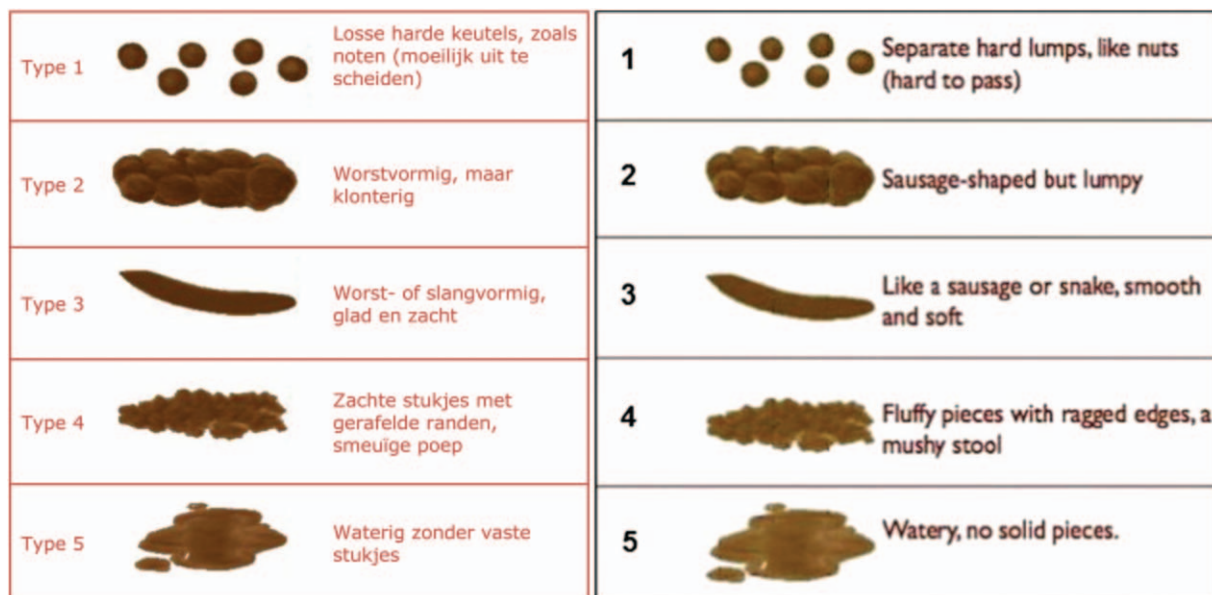 Type 1
Losse harde keutels, zoals
noten (moeilijk uit te
scheiden)
Type 2
Worstvormig, maar
klonterig
Type 3
Worst- of slangvormig,
glad en zacht
Type 4
Zachte stukjes met
gerafelde randen,
smeuïge poep
Type 5
Waterig zonder vaste
stukjes
1
Separate hard lumps, like nuts
(hard to pass)
2
Sausage-shaped but lumpy
3
Like a sausage or snake, smooth
and soft
4
Fluffy pieces with ragged edges, a
mushy stool
5
Watery, no solid pieces.